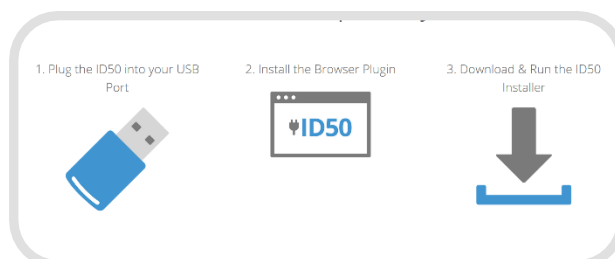 1. Plug the ID50 into your USB
Port
2. Install the Browser Plugin
ID50
3. Download & Run the ID50
Installer